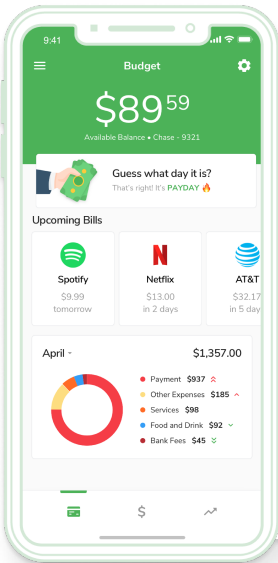 9:41
Budget
$89 59
Available Balance • Chase - 9321
Guess what day it is?
That's right! It's PAYDAY 🔥
Upcoming Bills
Spotify
$9.99
tomorrow
N
Netflix
$13.00
in 2 days
AT&T
$32.17
in 5 day
April
$1,357.00
Payment $937
Other Expenses $185
Services $98
Food and Drink $92
Bank Fees $45
$